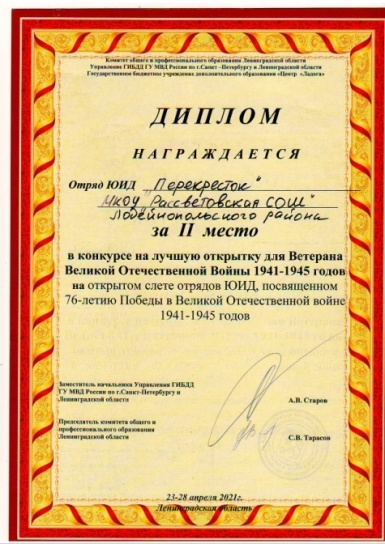 Комитет общего и профессионального образования Ленинградской области
Управление ГИБДД ГУ МВД России по г.Санкт-Петербургу и Ленинградской области
Государственное бюджетное учреждение дополнительного образования «Центр «Ладога»
ДИПЛОМ
НАГРАЖДАЕТСЯ
Отряд ЮИД „Перекресток“
МКОУ „Рассветовская СОШ“
Лодейнопольского района
за II место
в конкурсе на лучшую открытку для Ветерана
Великой Отечественной Войны 1941-1945 годов
на открытом слете отрядов ЮИД, посвященном
76-летию Победы в Великой Отечественной войне
1941-1945 годов
Заместитель начальника Управления ГИБДД
ГУ МВД России по г.Санкт-Петербургу и
Ленинградской области
А.В. Старов
Председатель комитета общего и
профессионального образования
Ленинградской области
С.В. Тарасов
23-28 апреля 2021г.
Ленинградская область